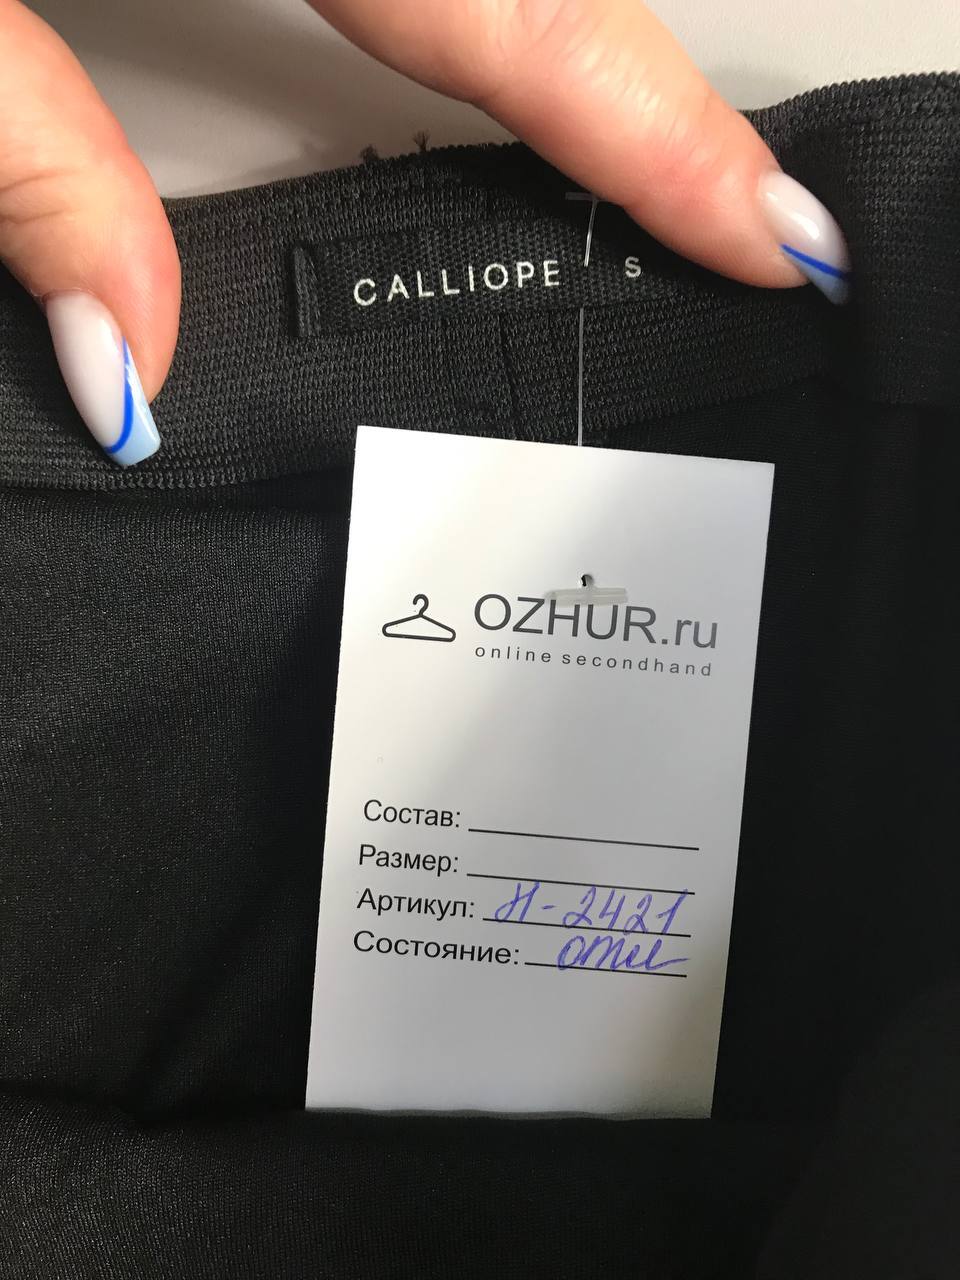 CALLIOPE S
OZHUR.ru
online secondhand
Состав:
Размер:
Артикул: Н-2421
Состояние: отл